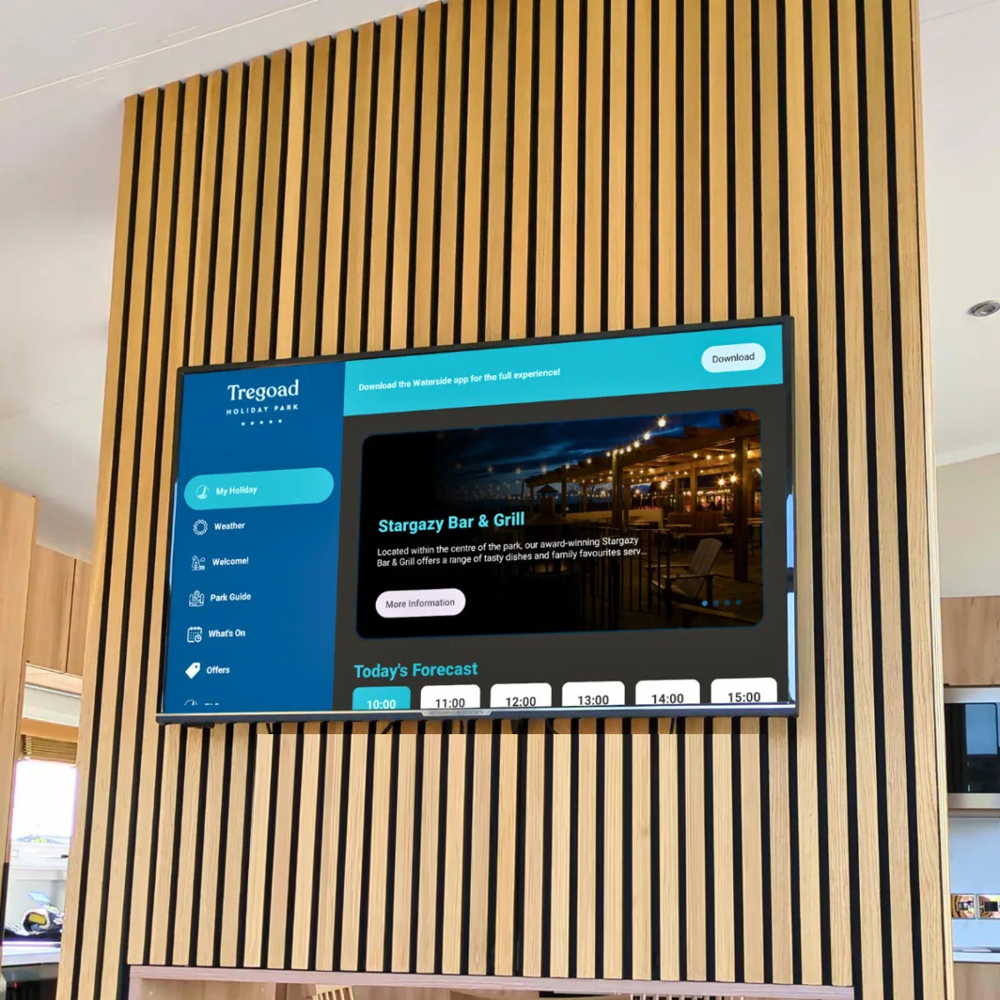 Tregoad
HOLIDAY PARK
My Holiday
Weather
Welcome!
Park Guide
What's On
Offers
Download the Waterside app for the full experience!
Download
Stargazy Bar & Grill
Located within the centre of the park, our award-winning Stargazy
Bar & Grill offers a range of tasty dishes and family favourites serv...
More Information
Today's Forecast
10:00
11:00
12:00
13:00
14:00
15:00